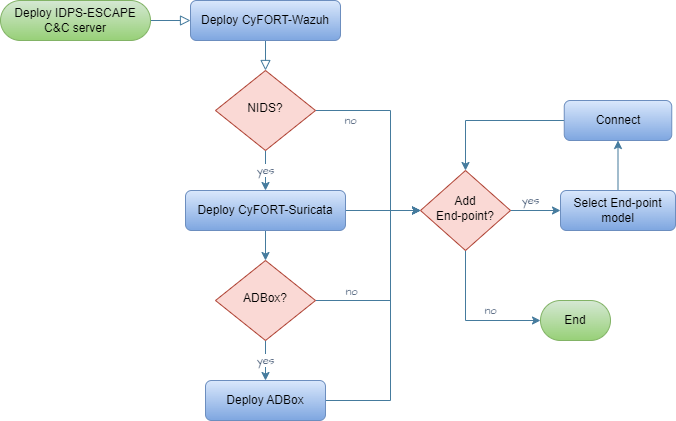 Deploy IDPS-ESCAPE
C&C server
Deploy CyFORT-Wazuh
NIDS?
no
yes
Deploy CyFORT-Suricata
ADBox?
no
yes
Deploy ADBox
Add
End-point?
yes
Select End-point
model
Connect
no
End